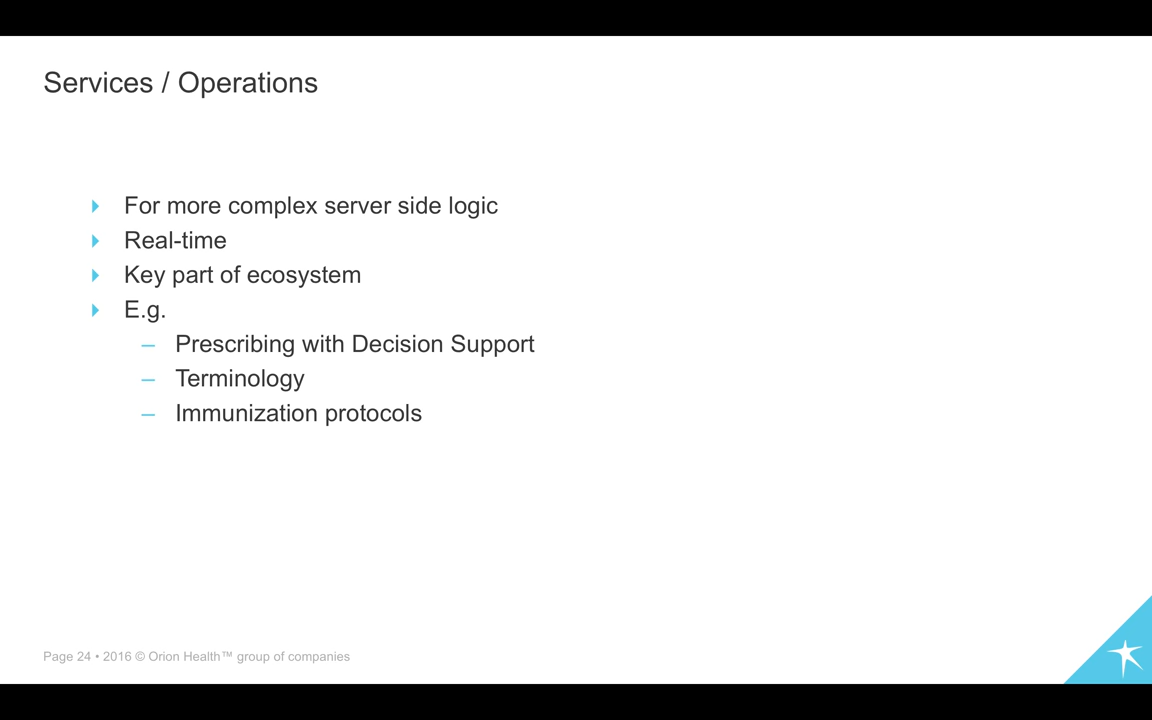 Services / Operations
For more complex server side logic
Real-time
Key part of ecosystem
E.g.
– Prescribing with Decision Support
– Terminology
– Immunization protocols
Page 24 • 2016 © Orion Health™ group of companies